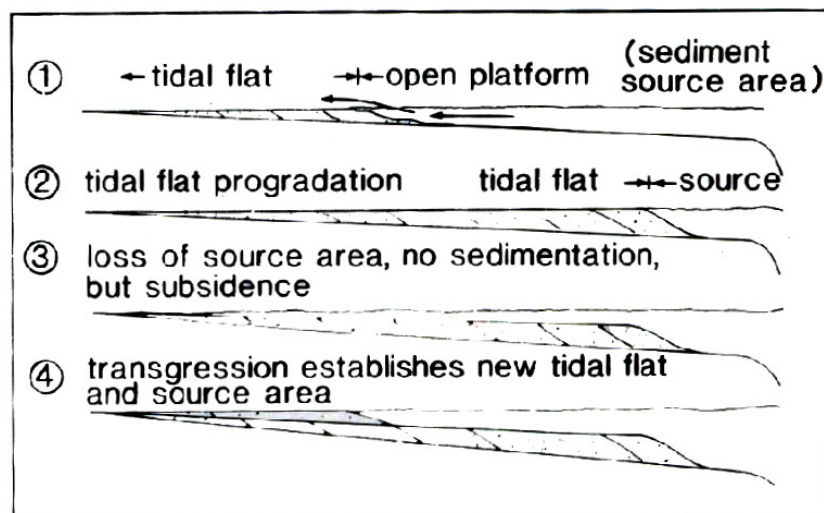 ① ← tidal flat →|← open platform (sediment source area)
② tidal flat progradation tidal flat →|← source
③ loss of source area, no sedimentation,
but subsidence
④ transgression establishes new tidal flat
and source area